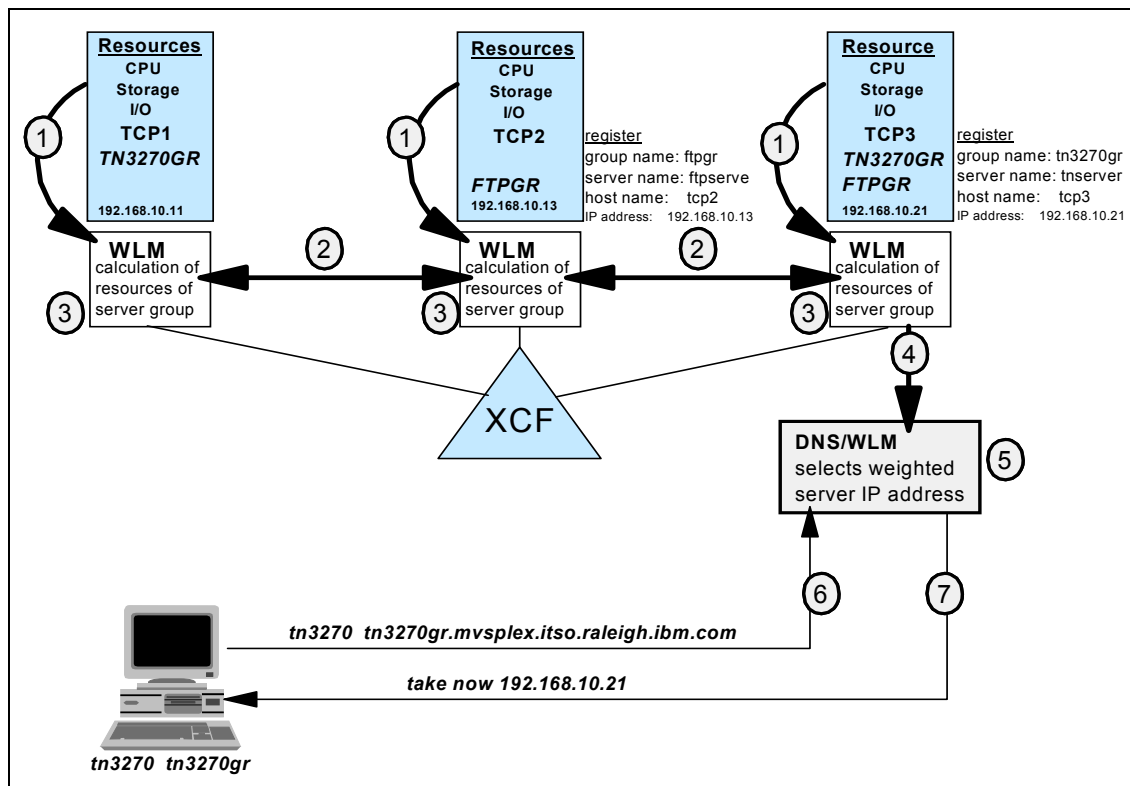 Resources
CPU
Storage
I/O
TCP1
TN3270GR
192.168.10.11
1
Resources
CPU
Storage
I/O
TCP2
FTPGR
192.168.10.13
1
register
group name: ftpgr
server name: ftpserve
host name: tcp2
IP address: 192.168.10.13
Resource
CPU
Storage
I/O
TCP3
TN3270GR
FTPGR
192.168.10.21
1
register
group name: tn3270gr
server name: tnserver
host name: tcp3
IP address: 192.168.10.21
WLM
calculation of
resources of
server group
3
2
WLM
calculation of
resources of
server group
3
2
WLM
calculation of
resources of
server group
3
4
XCF
DNS/WLM
selects weighted
server IP address
5
6
7
tn3270 tn3270gr.mvsplex.itso.raleigh.ibm.com
take now 192.168.10.21
tn3270 tn3270gr